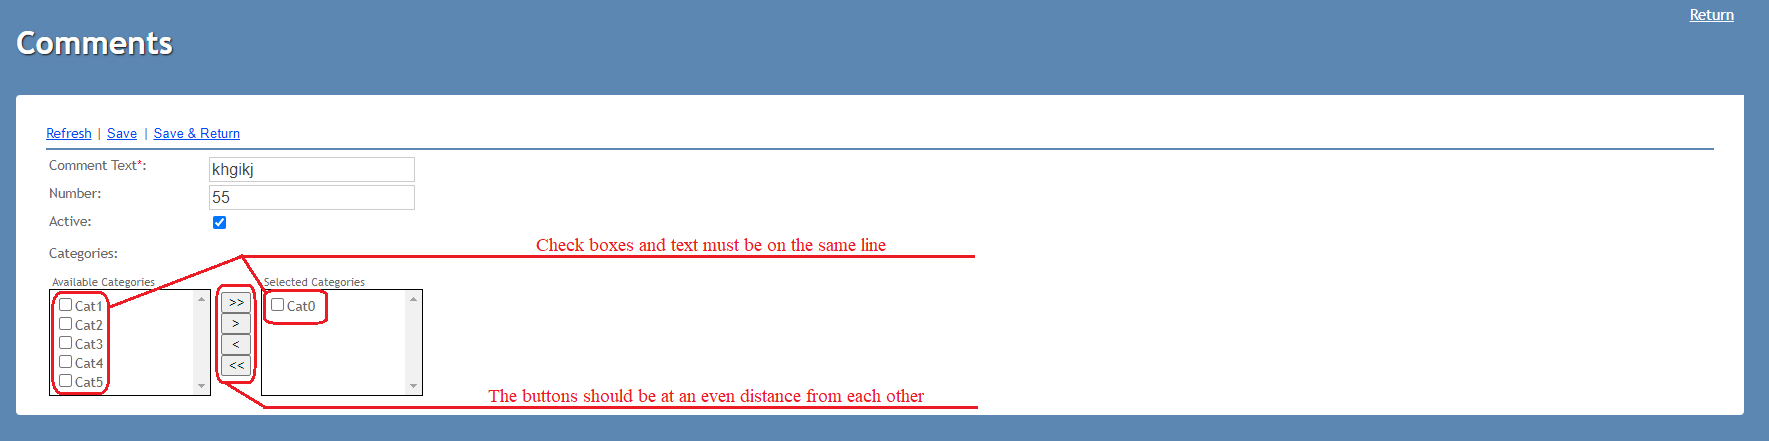 Return
Comments
Refresh | Save | Save & Return
Comment Text*: khgikj
Number: 55
Active:
Check boxes and text must be on the same line
Categories:
Available Categories
Selected Categories
Cat1
Cat2
Cat3
Cat4
Cat5
>>
>
<
<<
Cat0
The buttons should be at an even distance from each other